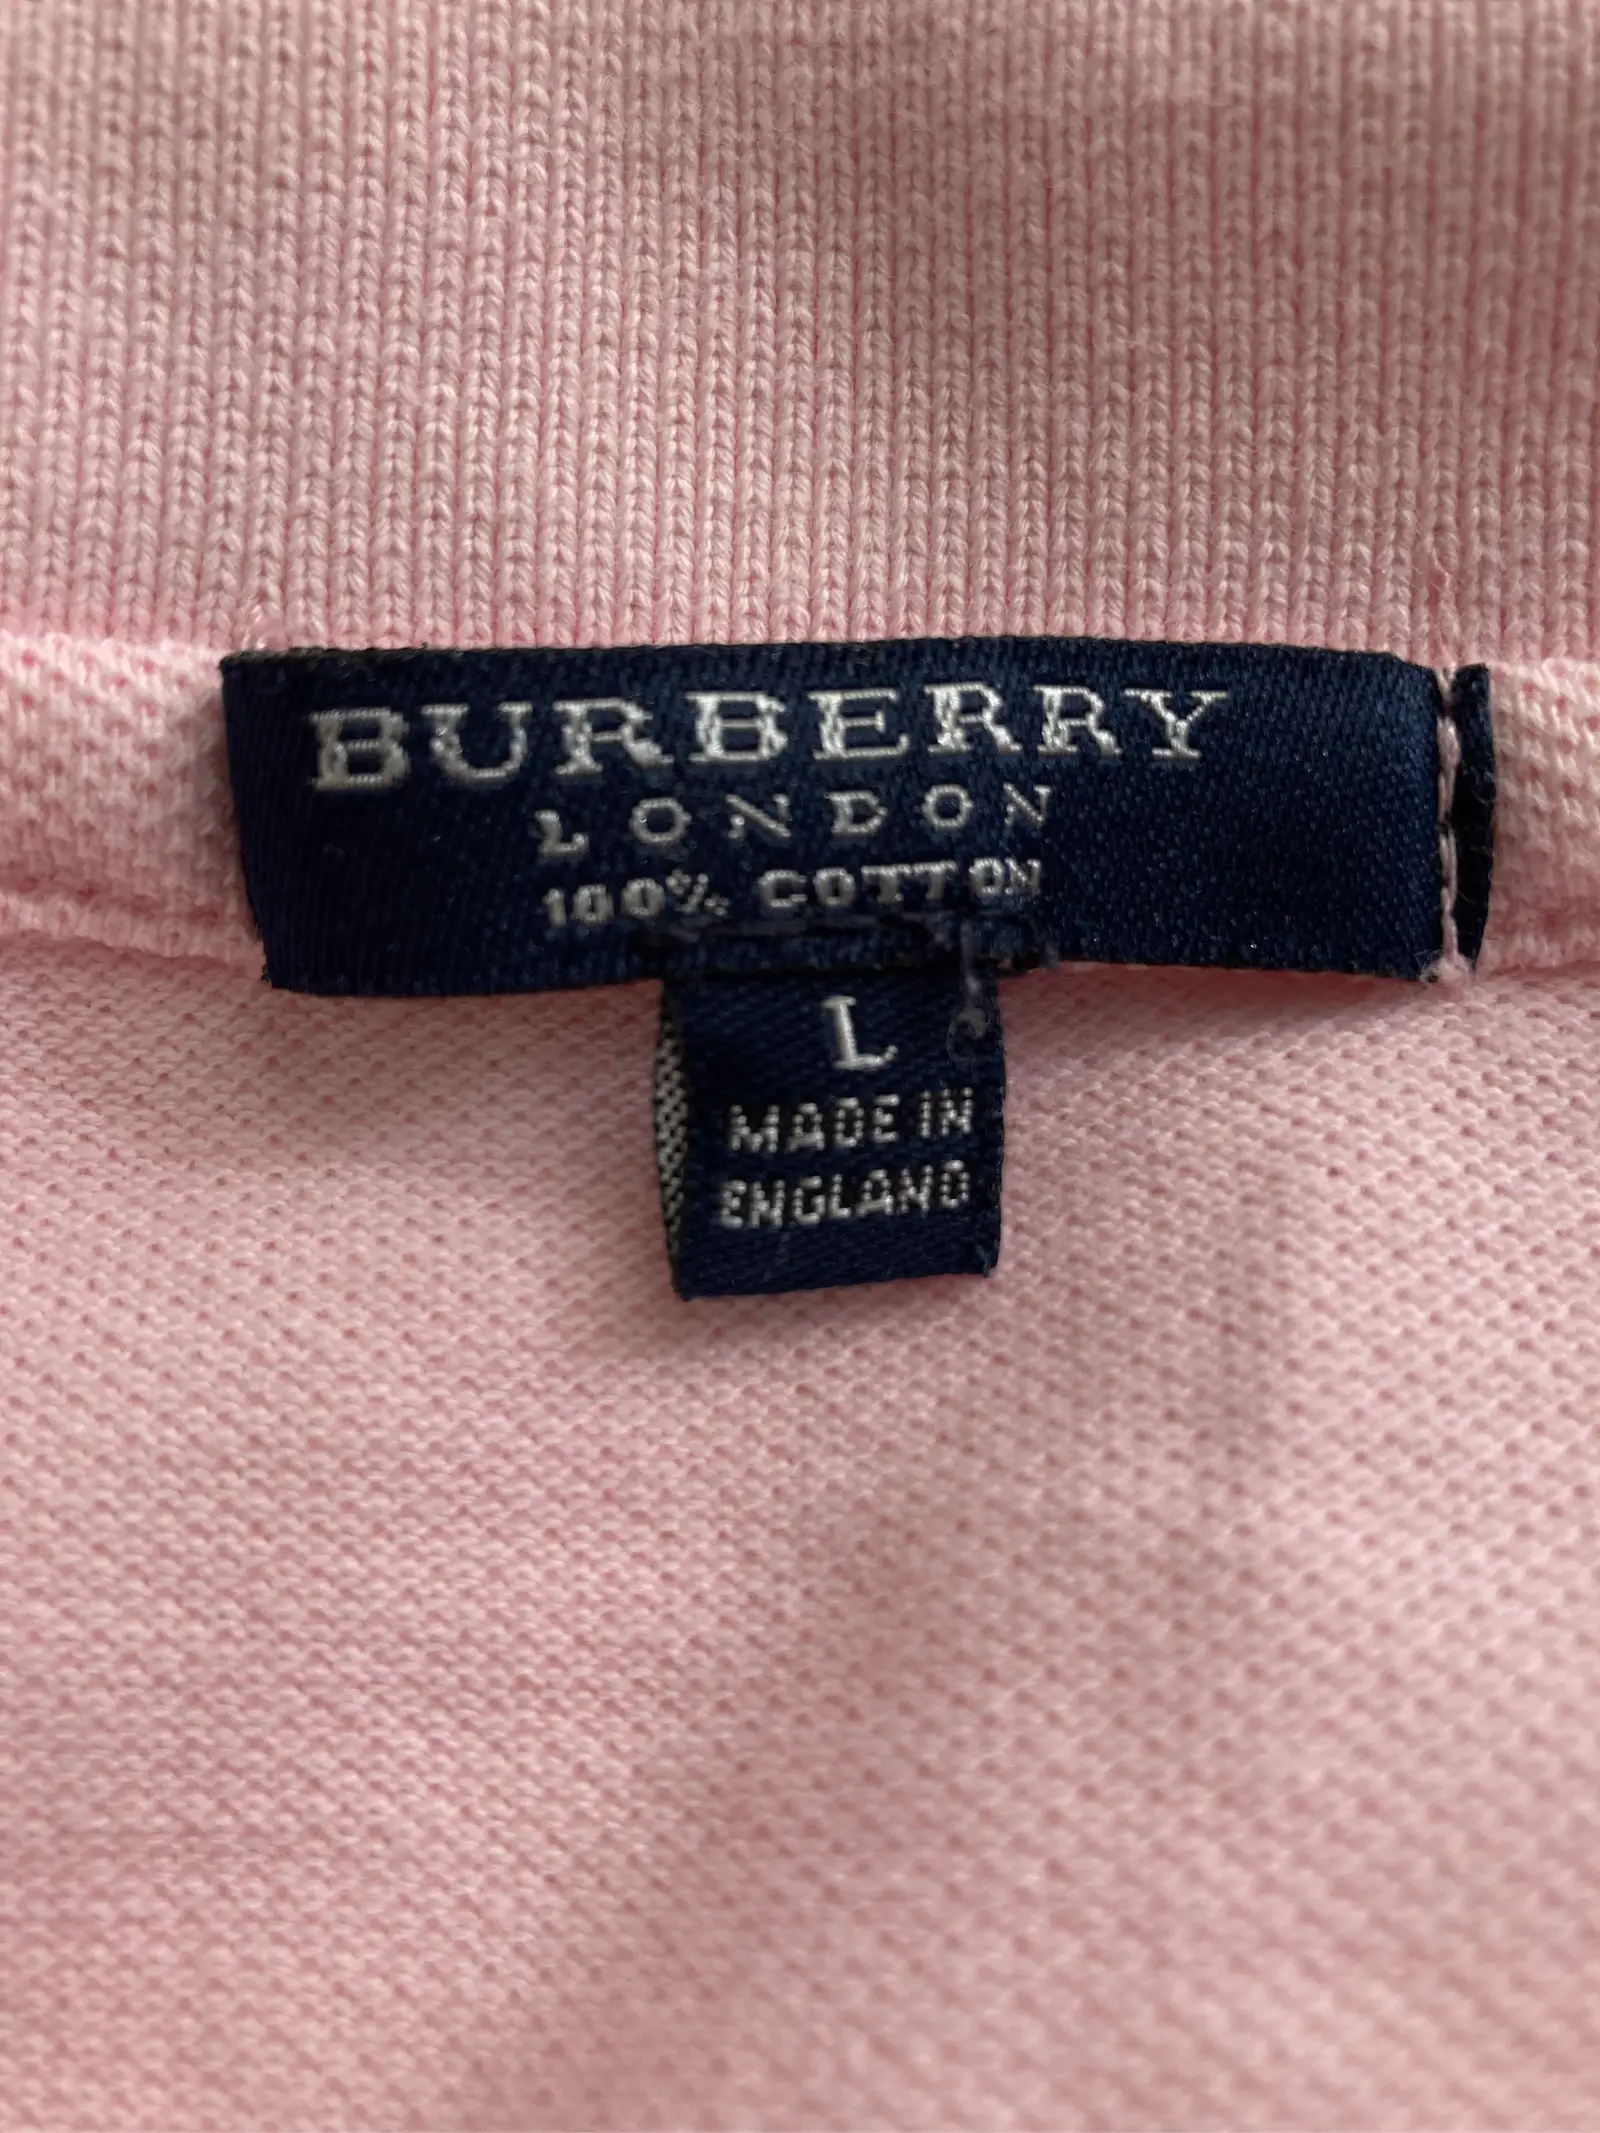 BURBERRY
LONDON
100% COTTON
L
MADE IN
ENGLAND